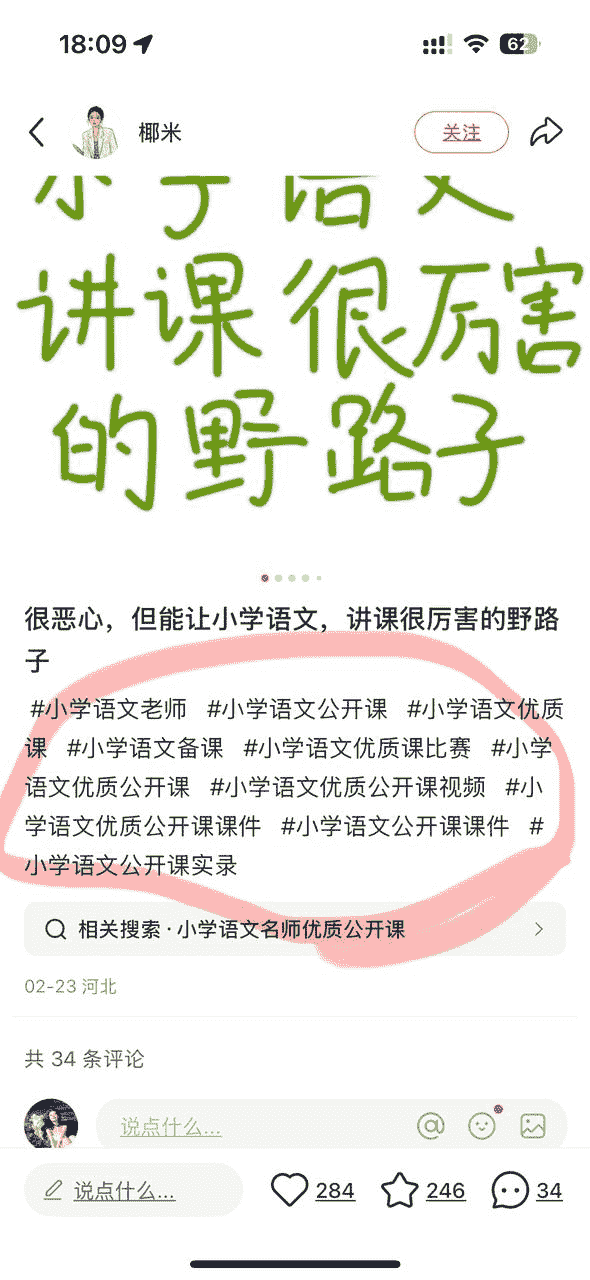 18:09
62
椰米
关注
小学语文
讲课很厉害
的野路子
很恶心，但能让小学语文，讲课很厉害的野路
子
#小学语文老师 #小学语文公开课 #小学语文优质
课 #小学语文备课 #小学语文优质课比赛 #小学
语文优质公开课 #小学语文优质公开课视频 #小
学语文优质公开课课件 #小学语文公开课课件 #
小学语文公开课实录
相关搜索 · 小学语文名师优质公开课
02-23 河北
共 34 条评论
说点什么...
说点什么...
284
246
34